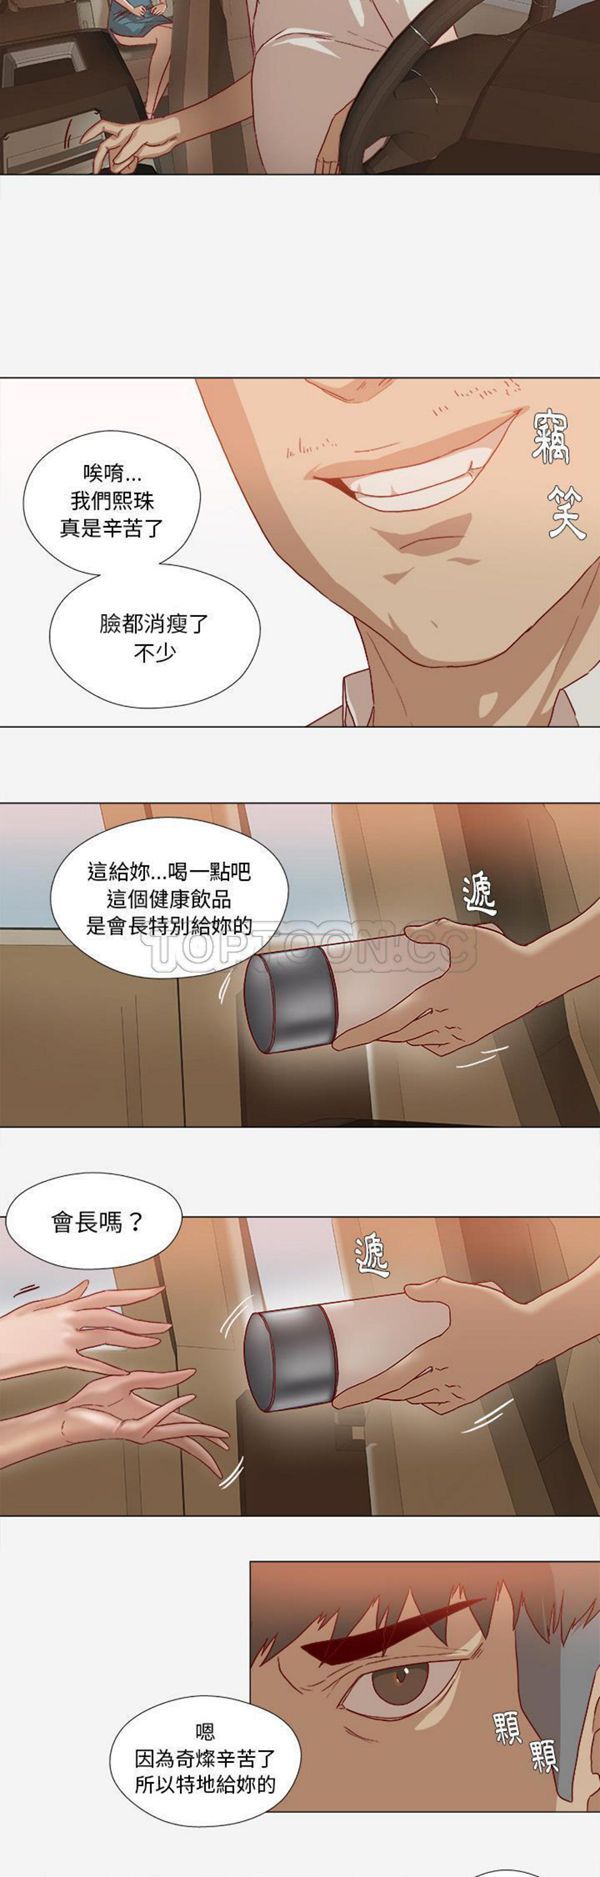 竊笑
唉唷…
我們熙珠
真是辛苦了
臉都消瘦了
不少
這給妳…喝一點吧
這個健康飲品
是會長特別給妳的
遞
TOPTOON.CC
會長嗎？
遞
嗯
因為奇燦辛苦了
所以特地給妳的
顆顆